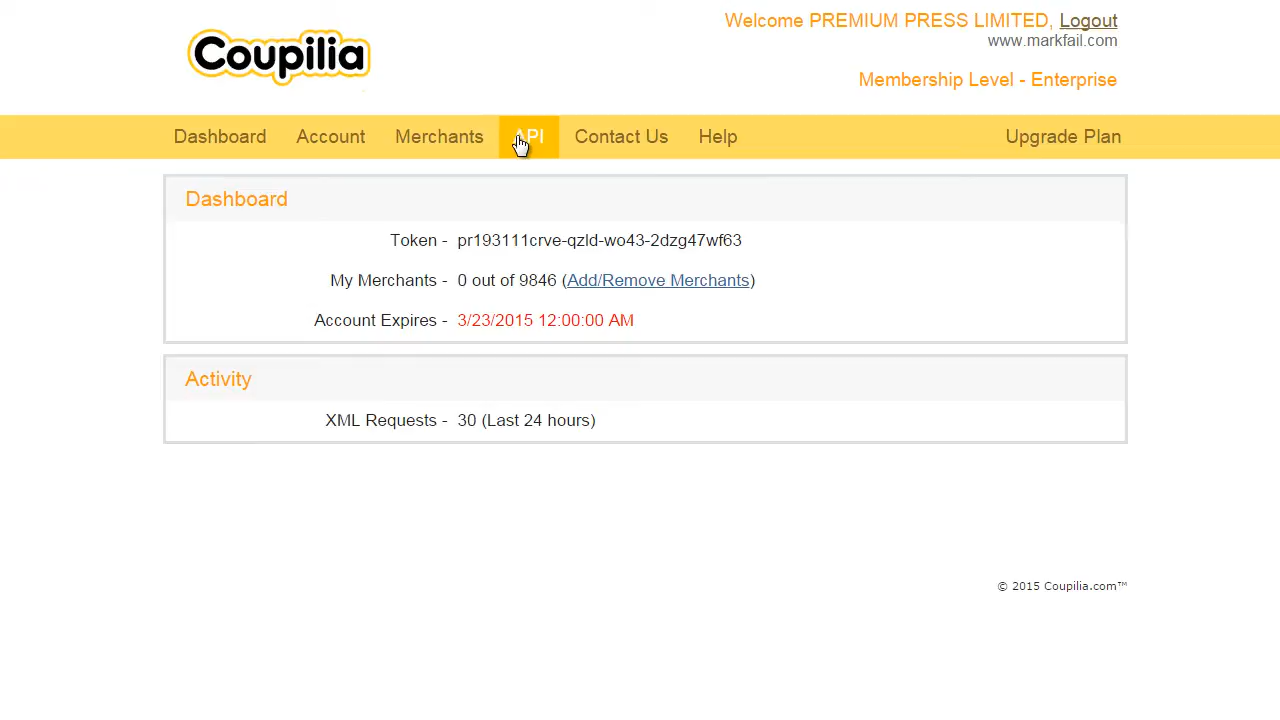 Coupilia
Welcome PREMIUM PRESS LIMITED, Logout
www.markfail.com
Membership Level - Enterprise
Dashboard Account Merchants API Contact Us Help Upgrade Plan
Dashboard
Token - pr193111crve-qzld-wo43-2dzg47wf63
My Merchants - 0 out of 9846 (Add/Remove Merchants)
Account Expires - 3/23/2015 12:00:00 AM
Activity
XML Requests - 30 (Last 24 hours)
© 2015 Coupilia.com™